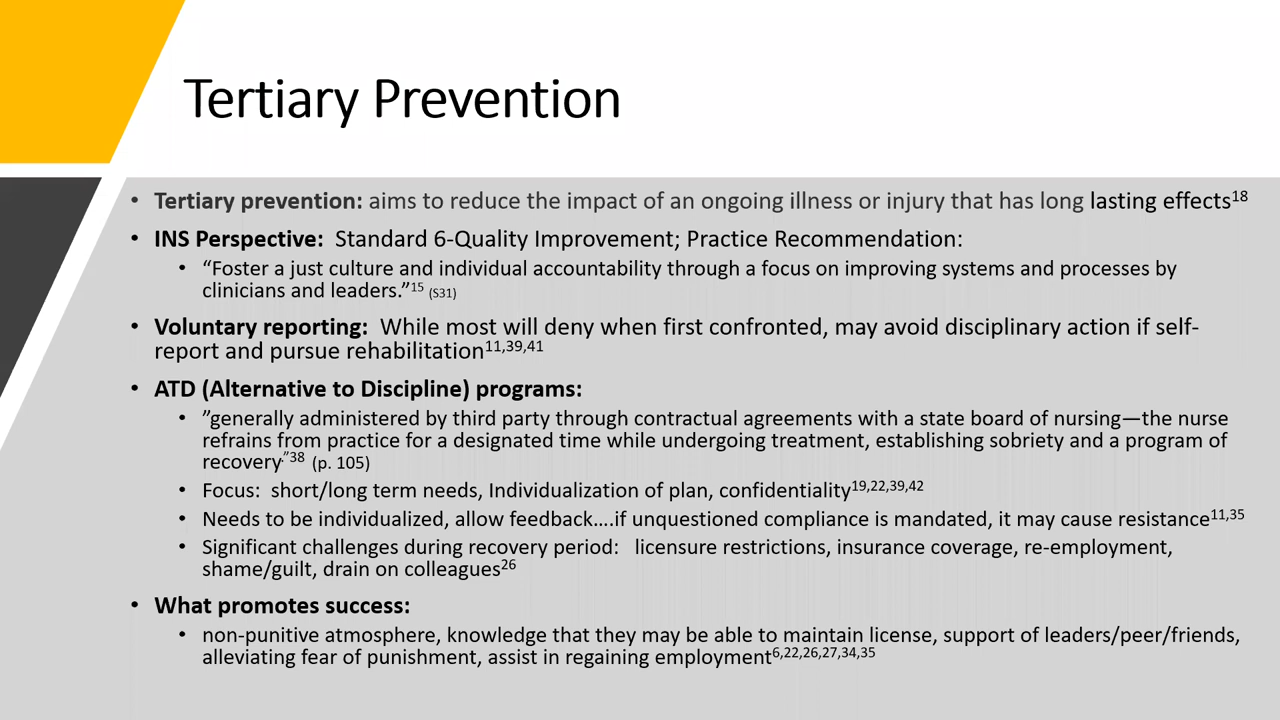 Tertiary Prevention
• Tertiary prevention: aims to reduce the impact of an ongoing illness or injury that has long lasting effects18
• INS Perspective:  Standard 6-Quality Improvement; Practice Recommendation:
• “Foster a just culture and individual accountability through a focus on improving systems and processes by
clinicians and leaders.”15 (S31)
• Voluntary reporting:  While most will deny when first confronted, may avoid disciplinary action if self-
report and pursue rehabilitation11,39,41
• ATD (Alternative to Discipline) programs:
• ”generally administered by third party through contractual agreements with a state board of nursing—the nurse
refrains from practice for a designated time while undergoing treatment, establishing sobriety and a program of
recovery”38 (p. 105)
• Focus:  short/long term needs, Individualization of plan, confidentiality19,22,39,42
• Needs to be individualized, allow feedback....if unquestioned compliance is mandated, it may cause resistance11,35
• Significant challenges during recovery period:   licensure restrictions, insurance coverage, re-employment,
shame/guilt, drain on colleagues26
• What promotes success:
• non-punitive atmosphere, knowledge that they may be able to maintain license, support of leaders/peer/friends,
alleviating fear of punishment, assist in regaining employment6,22,26,27,34,35